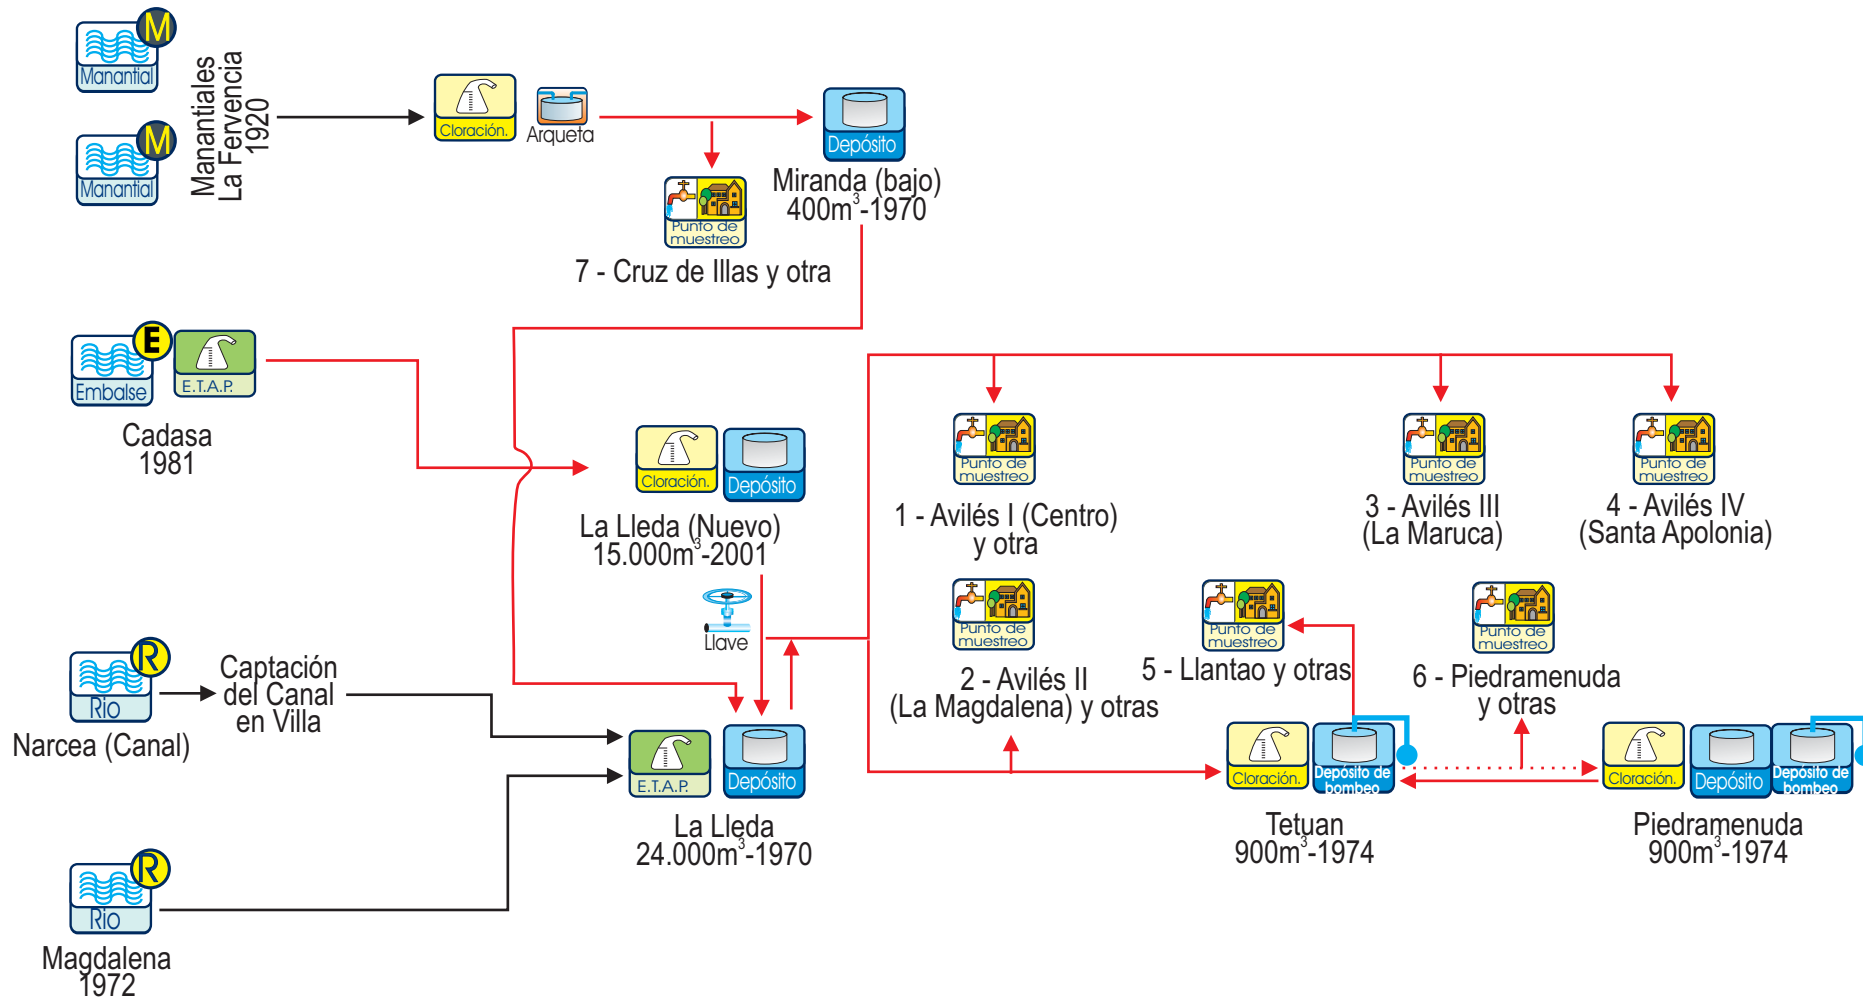 M
Manantial
M
Manantial
Manantiales
La Fervencia
1920
Cloración.
Arqueta
Depósito
Miranda (bajo)
400m³-1970
Punto de
muestreo
7 - Cruz de Illas y otra
E
Embalse
E.T.A.P.
Cadasa
1981
Cloración.
Depósito
La Lleda (Nuevo)
15.000m³-2001
Llave
Punto de
muestreo
1 - Avilés I (Centro)
y otra
Punto de
muestreo
3 - Avilés III
(La Maruca)
Punto de
muestreo
4 - Avilés IV
(Santa Apolonia)
Punto de
muestreo
2 - Avilés II
(La Magdalena) y otras
Punto de
muestreo
5 - Llantao y otras
Punto de
muestreo
6 - Piedramenuda
y otras
R
Rio
Narcea (Canal)
Captación
del Canal
en Villa
E.T.A.P.
Depósito
La Lleda
24.000m³-1970
Cloración.
Depósito de
bombeo
Tetuan
900m³-1974
Cloración.
Depósito
Depósito de
bombeo
Piedramenuda
900m³-1974
R
Rio
Magdalena
1972